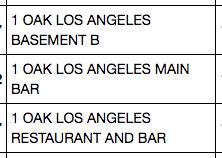 1 OAK LOS ANGELES
BASEMENT B
1 OAK LOS ANGELES MAIN
BAR
1 OAK LOS ANGELES
RESTAURANT AND BAR